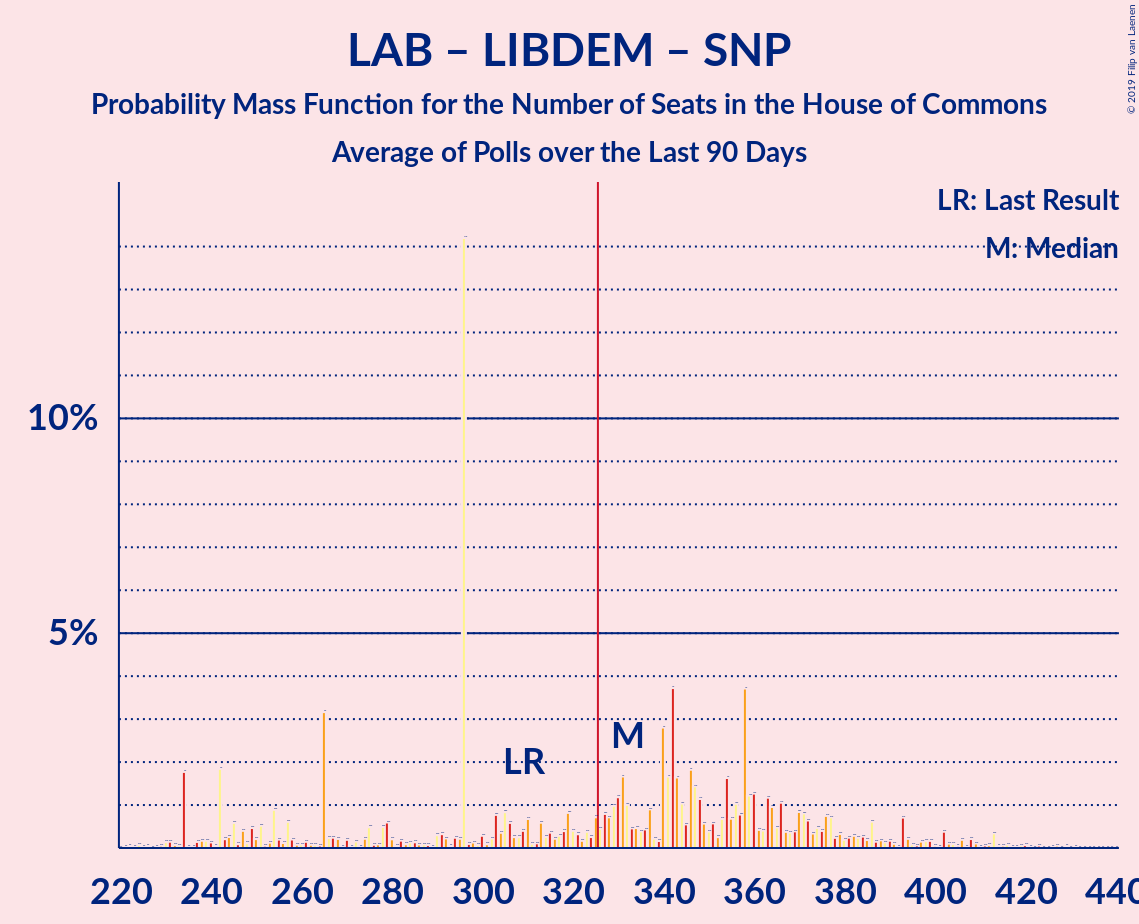 LAB – LIBDEM – SNP
Probability Mass Function for the Number of Seats in the House of Commons
Average of Polls over the Last 90 Days
© 2019 Filip van Laenen
LR: Last Result
M: Median
10%
5%
M
LR
220 240 260 280 300 320 340 360 380 400 420 440